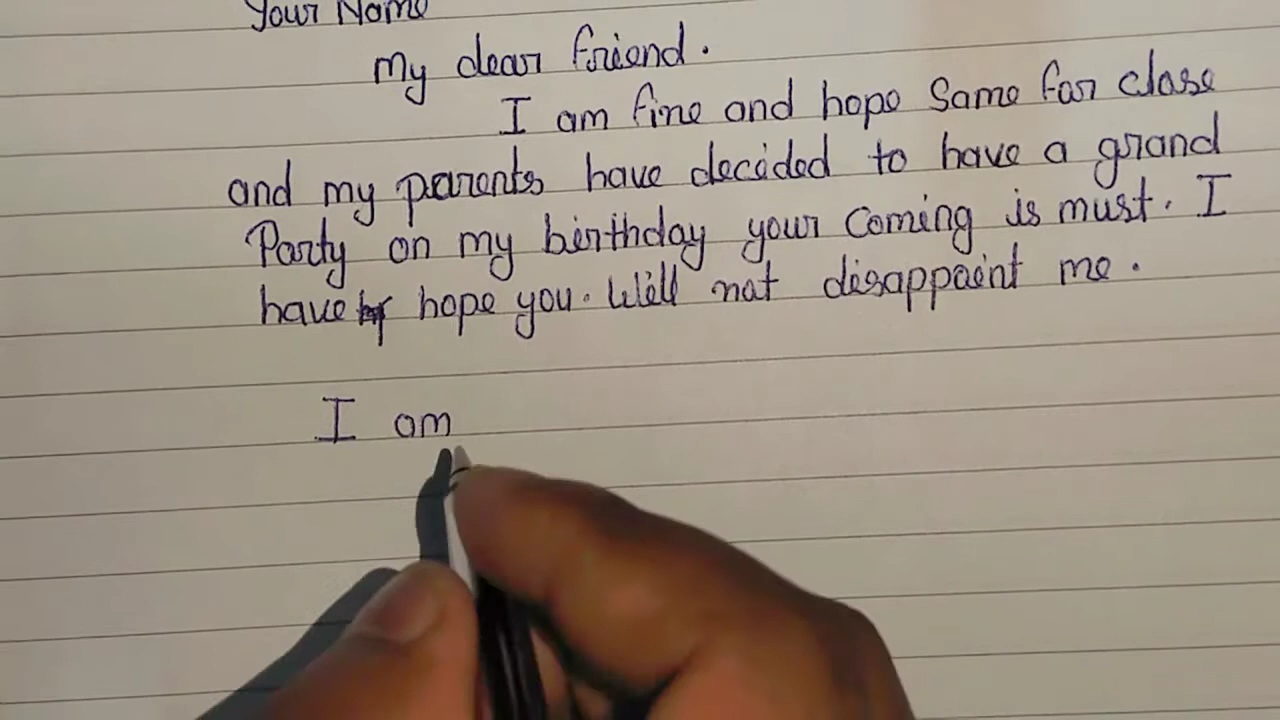 Your Name
My dear friend.
I am fine and hope Same for close
and my parents have decided to have a grand
Party on my birthday your coming is must. I
have hope you. Will not disappoint me.
I am